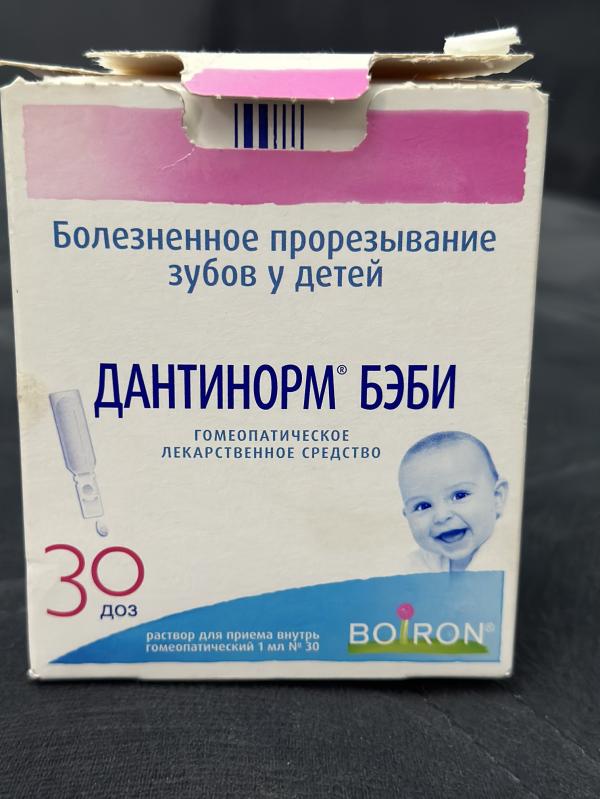 Болезненное прорезывание
зубов у детей
ДАНТИНОРМ® БЭБИ
ГОМЕОПАТИЧЕСКОЕ
ЛЕКАРСТВЕННОЕ СРЕДСТВО
30
ДОЗ
раствор для приема внутрь
гомеопатический 1 мл № 30
BOIRON®